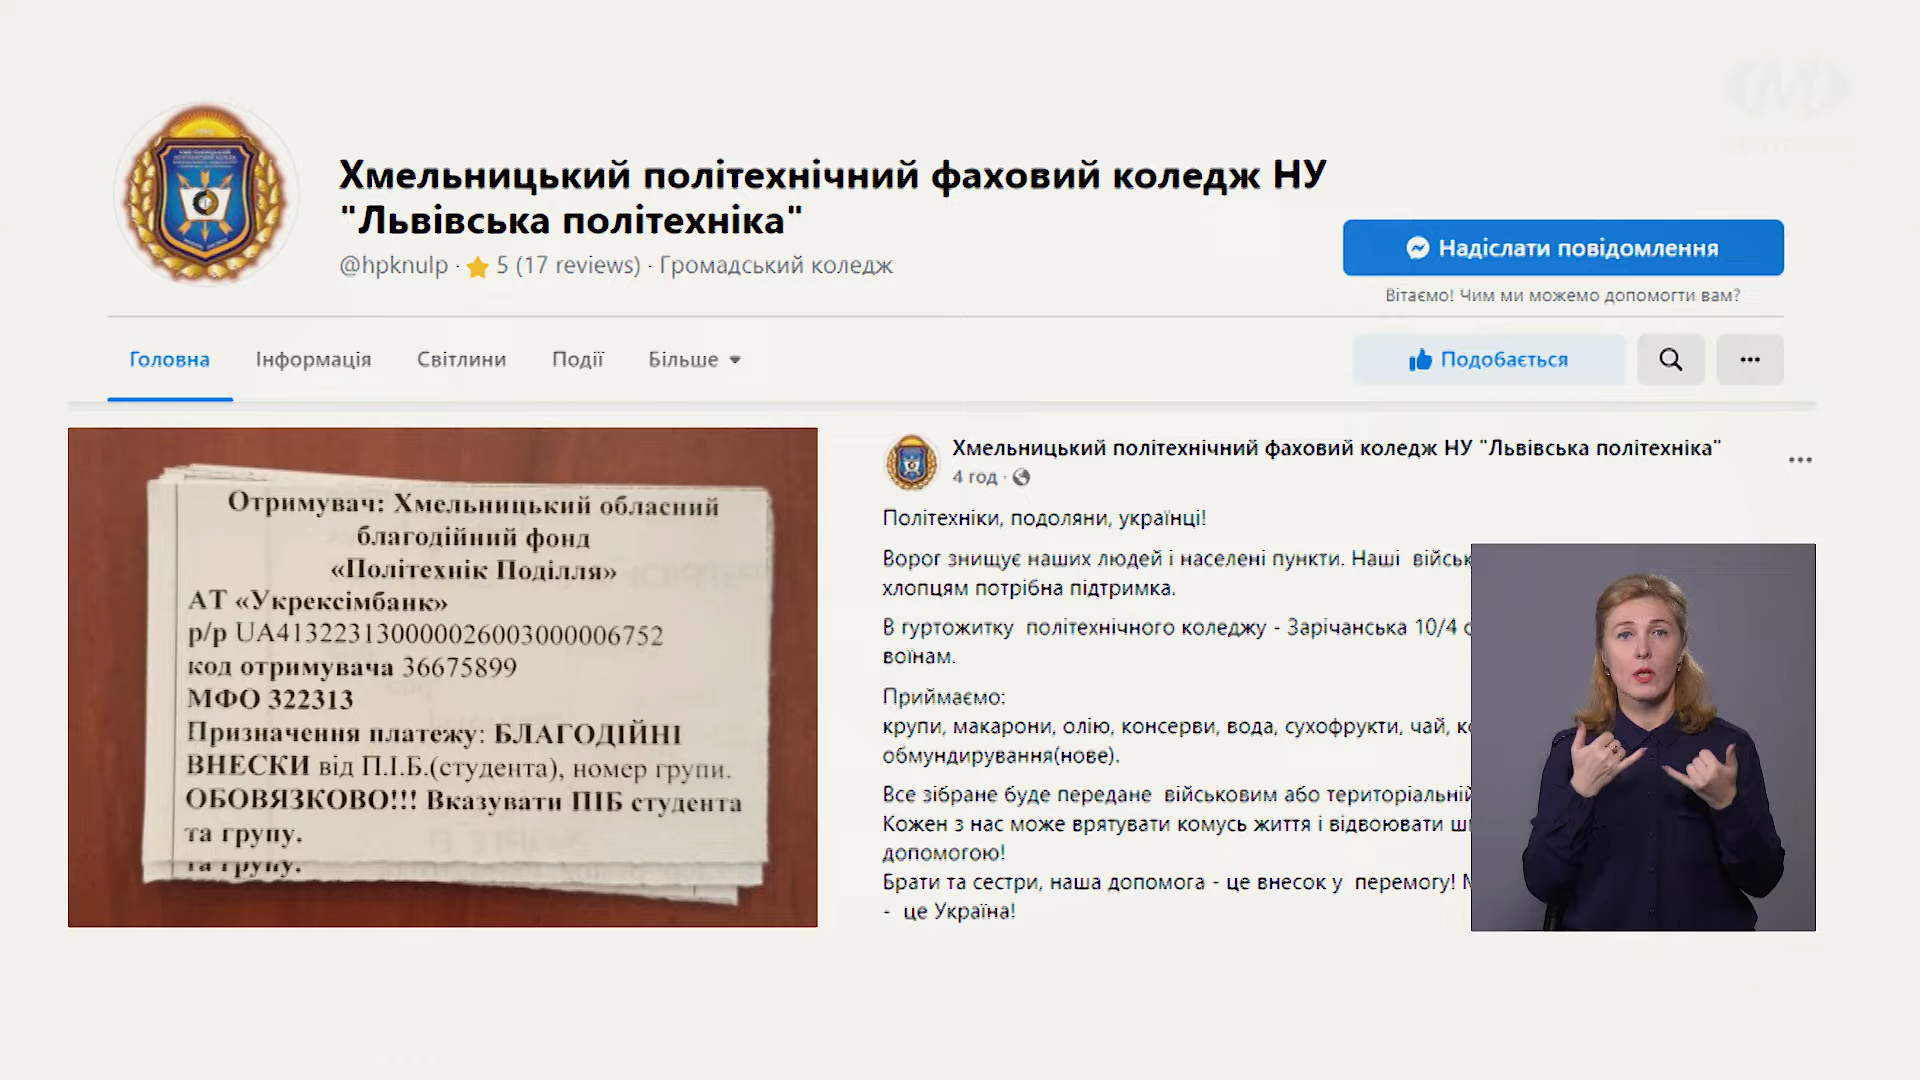 Хмельницький політехнічний фаховий коледж НУ
"Львівська політехніка"
@hpknulp · 5 (17 reviews) · Громадський коледж
Надіслати повідомлення
Вітаємо! Чим ми можемо допомогти вам?
Головна Інформація Світлини Події Більше
Подобається
Отримувач: Хмельницький обласний
благодійний фонд
«Політехнік Поділля»
АТ «Укрексімбанк»
р/р UA413223130000026003000006752
код отримувача 36675899
МФО 322313
Призначення платежу: БЛАГОДІЙНІ
ВНЕСКИ від П.І.Б.(студента), номер групи.
ОБОВЯЗКОВО!!! Вказувати ПІБ студента
та групу.
та групу.
Хмельницький політехнічний фаховий коледж НУ "Львівська політехніка"
4 год ·
Політехніки, подоляни, українці!
Ворог знищує наших людей і населені пункти. Наші військ
хлопцям потрібна підтримка.
В гуртожитку політехнічного коледжу - Зарічанська 10/4
воїнам.
Приймаємо:
крупи, макарони, олію, консерви, вода, сухофрукти, чай,
обмундирування(нове).
Все зібране буде передане військовим або територіальній
Кожен з нас може врятувати комусь життя і відвоювати
допомогою!
Брати та сестри, наша допомога - це внесок у перемогу!
- це Україна!